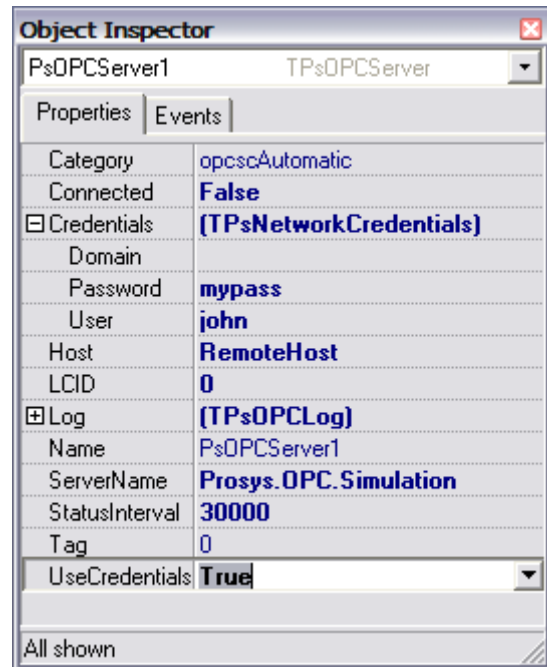 Object Inspector
PsOPCServer1 TPsOPCServer
Properties Events
Category opcscAutomatic
Connected False
Credentials (TPsNetworkCredentials)
Domain
Password mypass
User john
Host RemoteHost
LCID 0
Log (TPsOPCLog)
Name PsOPCServer1
ServerName Prosys.OPC.Simulation
StatusInterval 30000
Tag 0
UseCredentials True
All shown